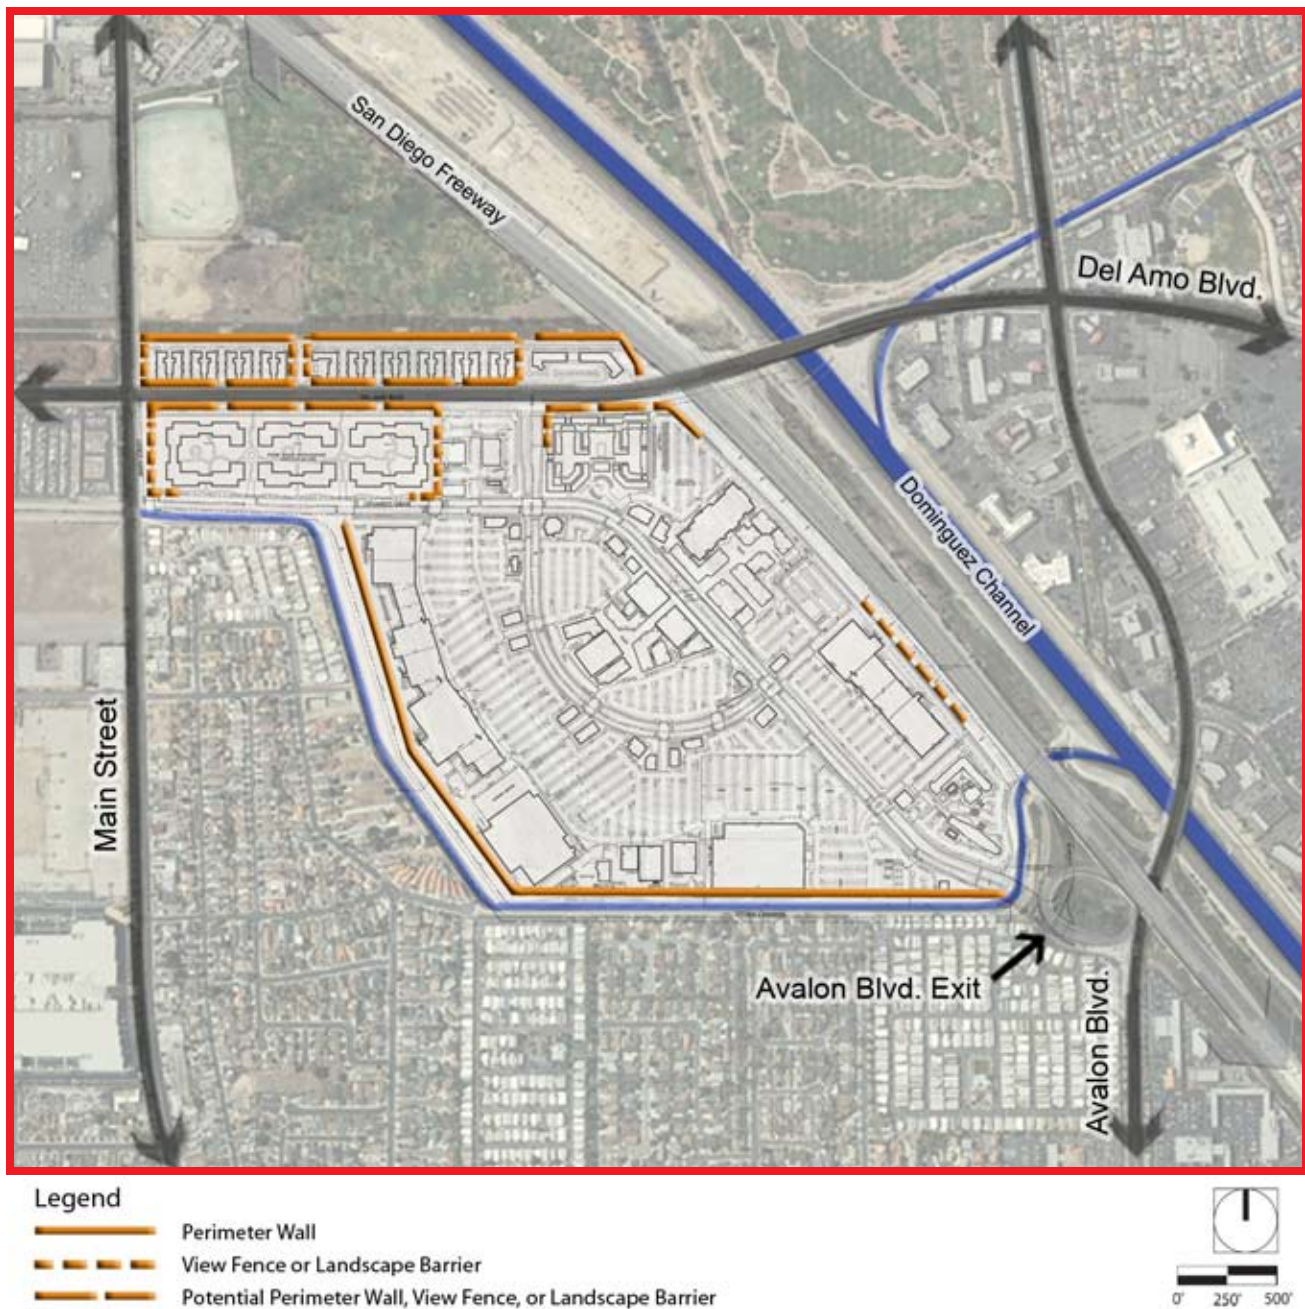 San Diego Freeway
Del Amo Blvd.
Dominguez Channel
Main Street
Avalon Blvd. Exit
Avalon Blvd.
Legend
Perimeter Wall
View Fence or Landscape Barrier
Potential Perimeter Wall, View Fence, or Landscape Barrier
0' 250' 500'